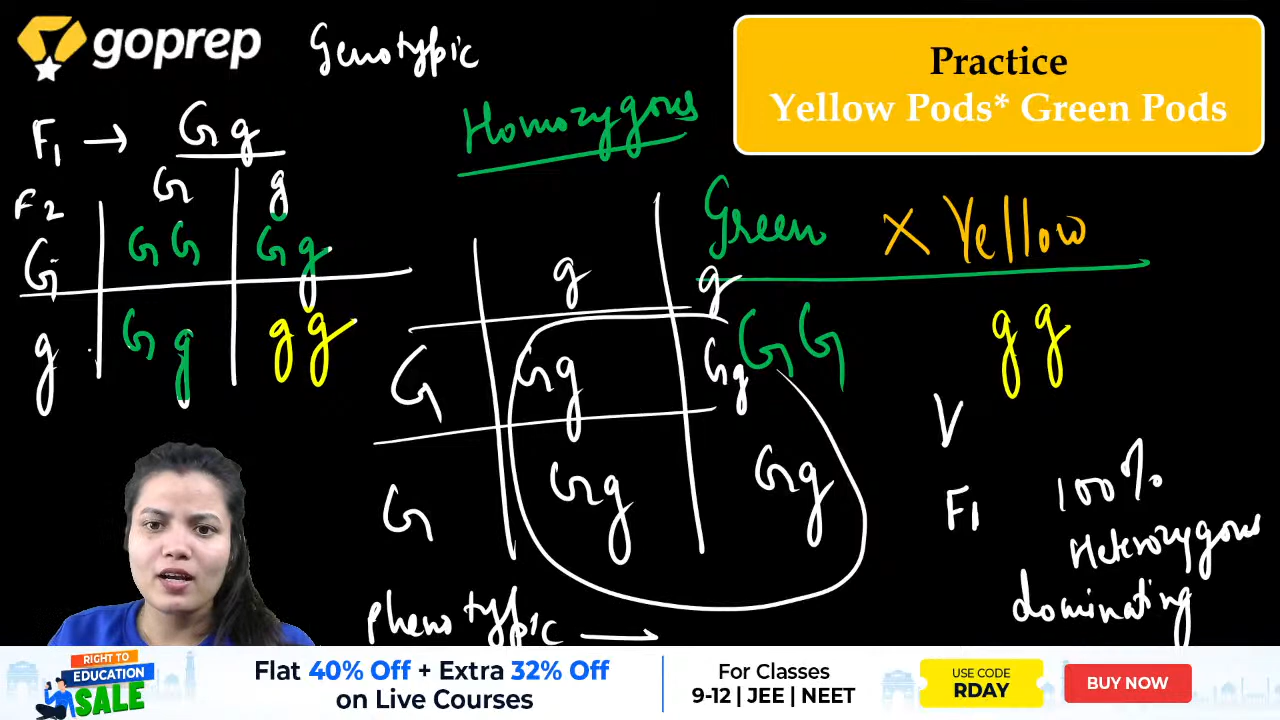 goprep
Genotypic
Practice
Yellow Pods* Green Pods
Homozygous
F1 → Gg
F2
G g
G GG Gg
g Gg gg
Green × Yellow
GG gg
g g
G Gg Gg
G Gg Gg
V
F1
100%
Heterozygous
dominating
phenotypic →
RIGHT TO
EDUCATION
SALE
Flat 40% Off + Extra 32% Off
on Live Courses
For Classes
9-12 | JEE | NEET
USE CODE
RDAY
BUY NOW